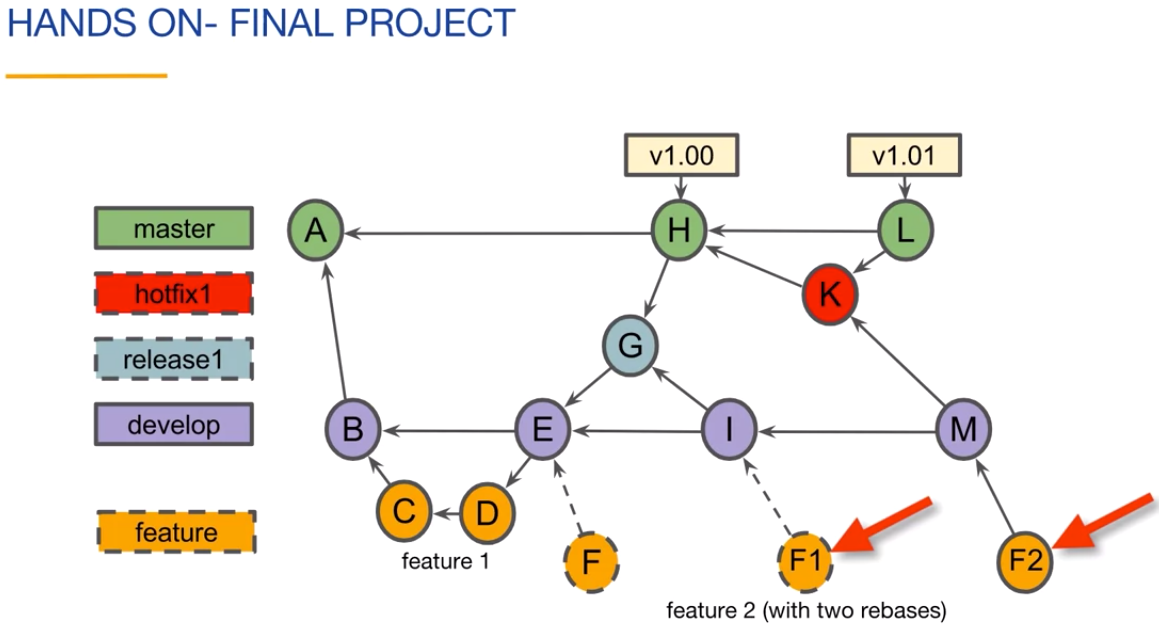 HANDS ON- FINAL PROJECT
v1.00
v1.01
master
A
H
L
hotfix1
K
release1
G
develop
B
E
I
M
feature
C
D
feature 1
F
F1
F2
feature 2 (with two rebases)